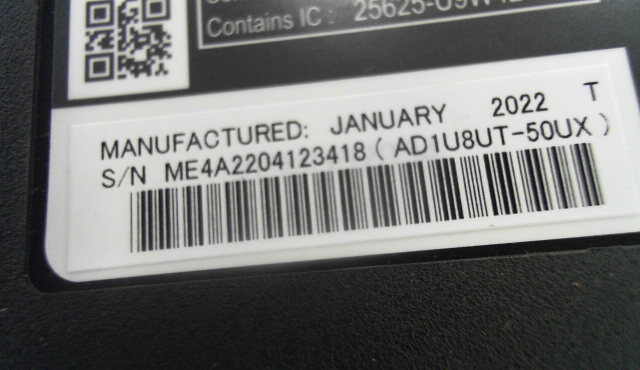 Contains IC :
MANUFACTURED: JANUARY 2022 T
S/N ME4A2204123418 ( AD1U8UT-50UX )